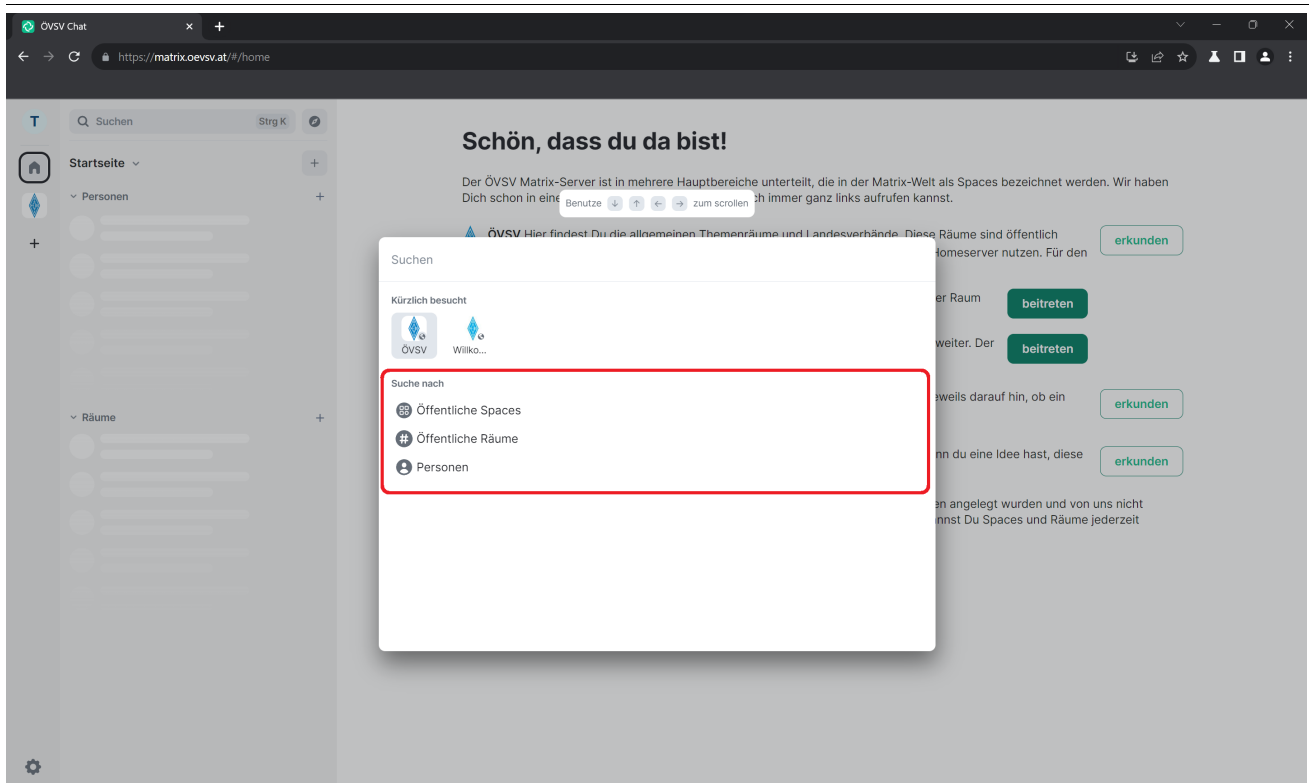 ÖVSV Chat
https://matrix.oevsv.at/#/home
T
Suchen Strg K
Startseite
Personen
Räume
Schön, dass du da bist!
Der ÖVSV Matrix-Server ist in mehrere Hauptbereiche unterteilt, die in der Matrix-Welt als Spaces bezeichnet werden. Wir haben
Dich schon in eine ch immer ganz links aufrufen kannst.
Benutze ↓ ↑ ← → zum scrollen
ÖVSV Hier findest Du die allgemeinen Themenräume und Landesverbände. Diese Räume sind öffentlich
Homeserver nutzen. Für den
erkunden
er Raum
beitreten
weiter. Der
beitreten
eweils darauf hin, ob ein
erkunden
nn du eine Idee hast, diese
erkunden
en angelegt wurden und von uns nicht
nnst Du Spaces und Räume jederzeit
Suchen
Kürzlich besucht
ÖVSV Willko...
Suche nach
Öffentliche Spaces
Öffentliche Räume
Personen